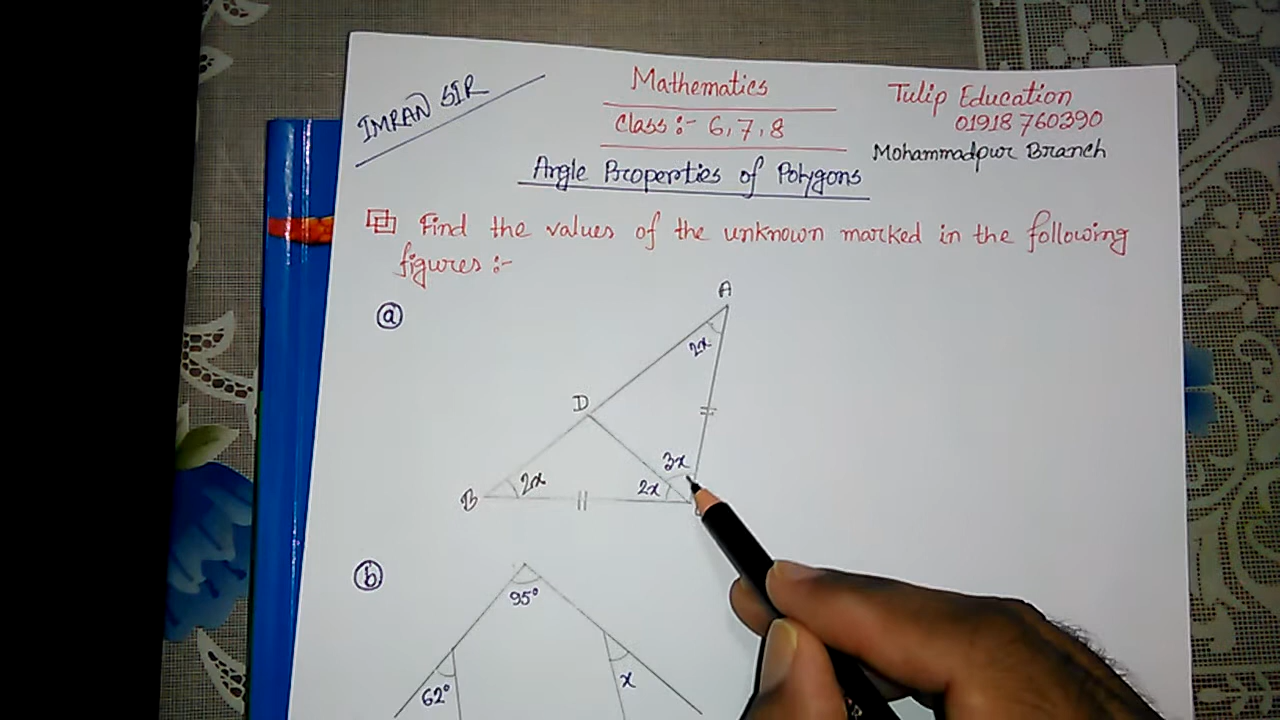 IMRAN SIR
Mathematics
Class :- 6, 7, 8
Tulip Education
01918 760390
Mohammadpur Branch
Angle Properties of Polygons
Find the values of the unknown marked in the following
figures :-
a
A
2x
D
3x
B 2x 2x
b
95°
62° x